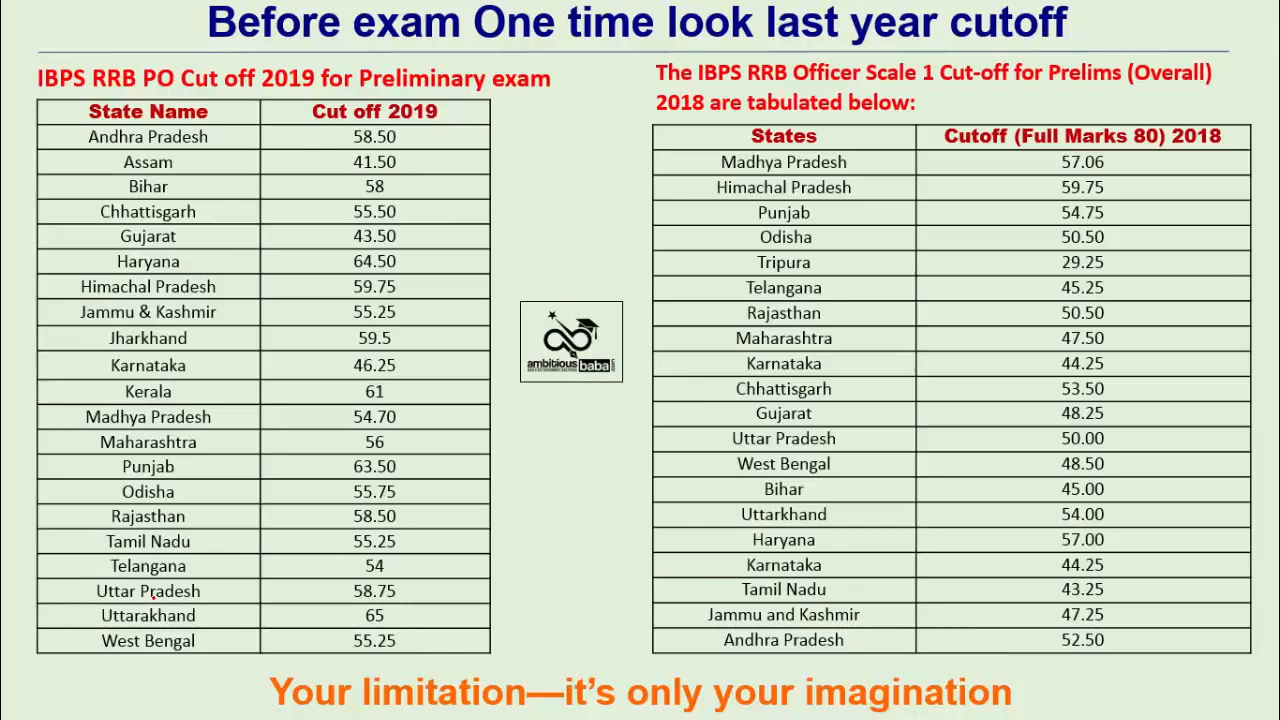 Before exam One time look last year cutoff
IBPS RRB PO Cut off 2019 for Preliminary exam
State Name Cut off 2019
Andhra Pradesh 58.50
Assam 41.50
Bihar 58
Chhattisgarh 55.50
Gujarat 43.50
Haryana 64.50
Himachal Pradesh 59.75
Jammu & Kashmir 55.25
Jharkhand 59.5
Karnataka 46.25
Kerala 61
Madhya Pradesh 54.70
Maharashtra 56
Punjab 63.50
Odisha 55.75
Rajasthan 58.50
Tamil Nadu 55.25
Telangana 54
Uttar Pradesh 58.75
Uttarakhand 65
West Bengal 55.25
ambitious baba
The IBPS RRB Officer Scale 1 Cut-off for Prelims (Overall)
2018 are tabulated below:
States Cutoff (Full Marks 80) 2018
Madhya Pradesh 57.06
Himachal Pradesh 59.75
Punjab 54.75
Odisha 50.50
Tripura 29.25
Telangana 45.25
Rajasthan 50.50
Maharashtra 47.50
Karnataka 44.25
Chhattisgarh 53.50
Gujarat 48.25
Uttar Pradesh 50.00
West Bengal 48.50
Bihar 45.00
Uttarkhand 54.00
Haryana 57.00
Karnataka 44.25
Tamil Nadu 43.25
Jammu and Kashmir 47.25
Andhra Pradesh 52.50
Your limitation—it's only your imagination